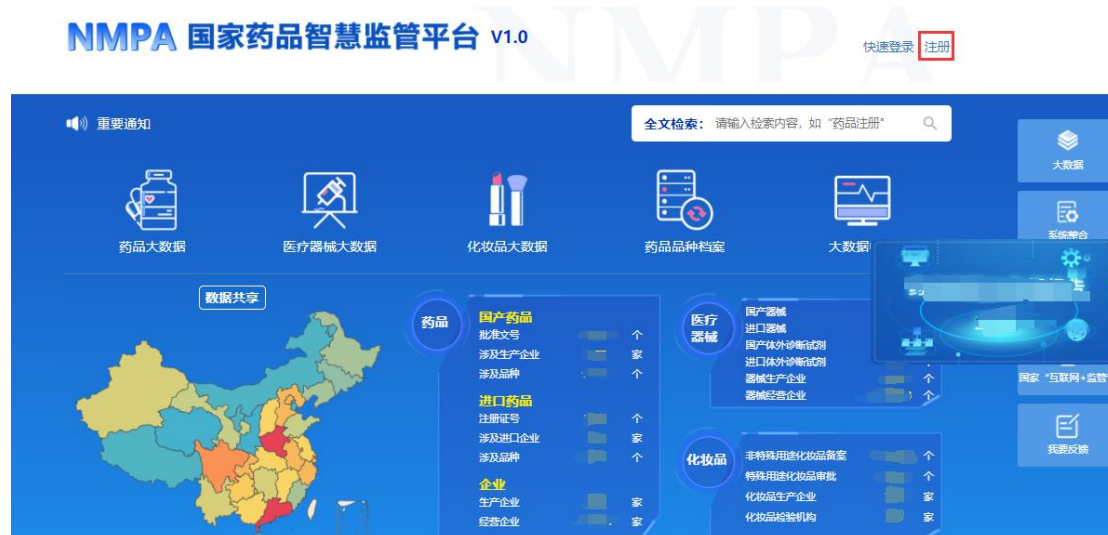 NMPA 国家药品智慧监管平台 V1.0
NMPA
快速登录 注册
重要通知
全文检索： 请输入检索内容，如 "药品注册"
大数据
系统整合
药品大数据
医疗器械大数据
化妆品大数据
药品品种档案
大数据
数据共享
药品
国产药品
批准文号 个
涉及生产企业 家
涉及品种 个
进口药品
注册证号 个
涉及进口企业 家
涉及品种 个
企业
生产企业 家
经营企业 家
医疗
器械
国产器械
进口器械
国产体外诊断试剂
进口体外诊断试剂 个
器械生产企业 个
器械经营企业 个
化妆品
非特殊用途化妆品备案 个
特殊用途化妆品审批 个
化妆品生产企业 家
化妆品检验机构 家
国家 "互联网+监管"
我要反馈